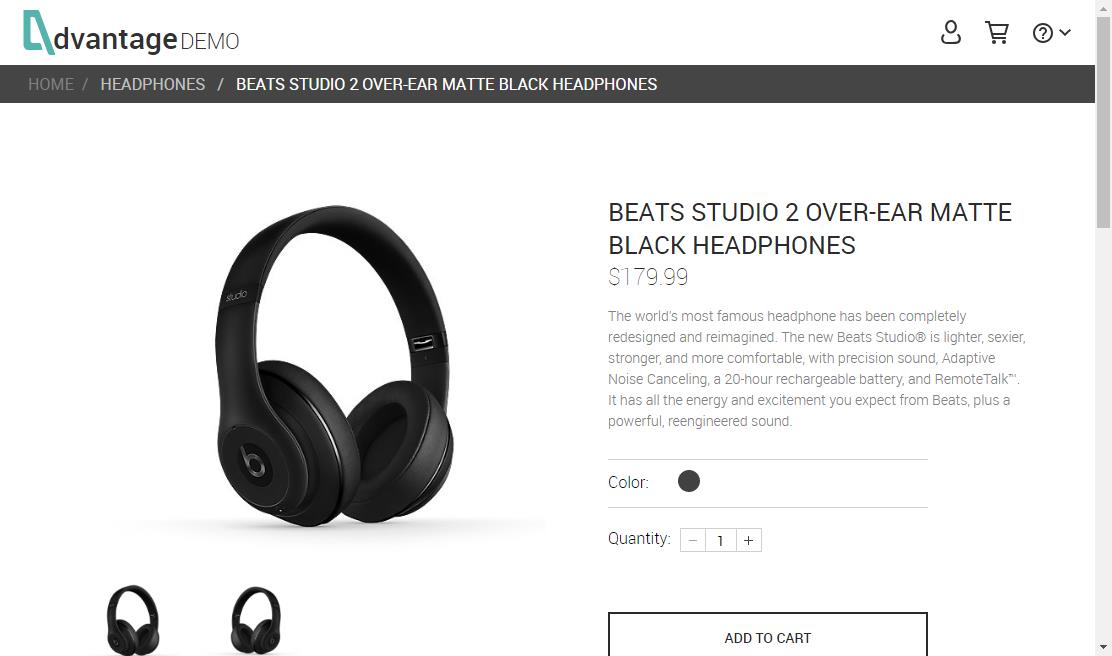 dvantage DEMO
HOME / HEADPHONES / BEATS STUDIO 2 OVER-EAR MATTE BLACK HEADPHONES
studio
BEATS STUDIO 2 OVER-EAR MATTE
BLACK HEADPHONES
$179.99
The world's most famous headphone has been completely
redesigned and reimagined. The new Beats Studio® is lighter, sexier,
stronger, and more comfortable, with precision sound, Adaptive
Noise Canceling, a 20-hour rechargeable battery, and RemoteTalk™.
It has all the energy and excitement you expect from Beats, plus a
powerful, reengineered sound.
Color:
Quantity: − 1 +
ADD TO CART